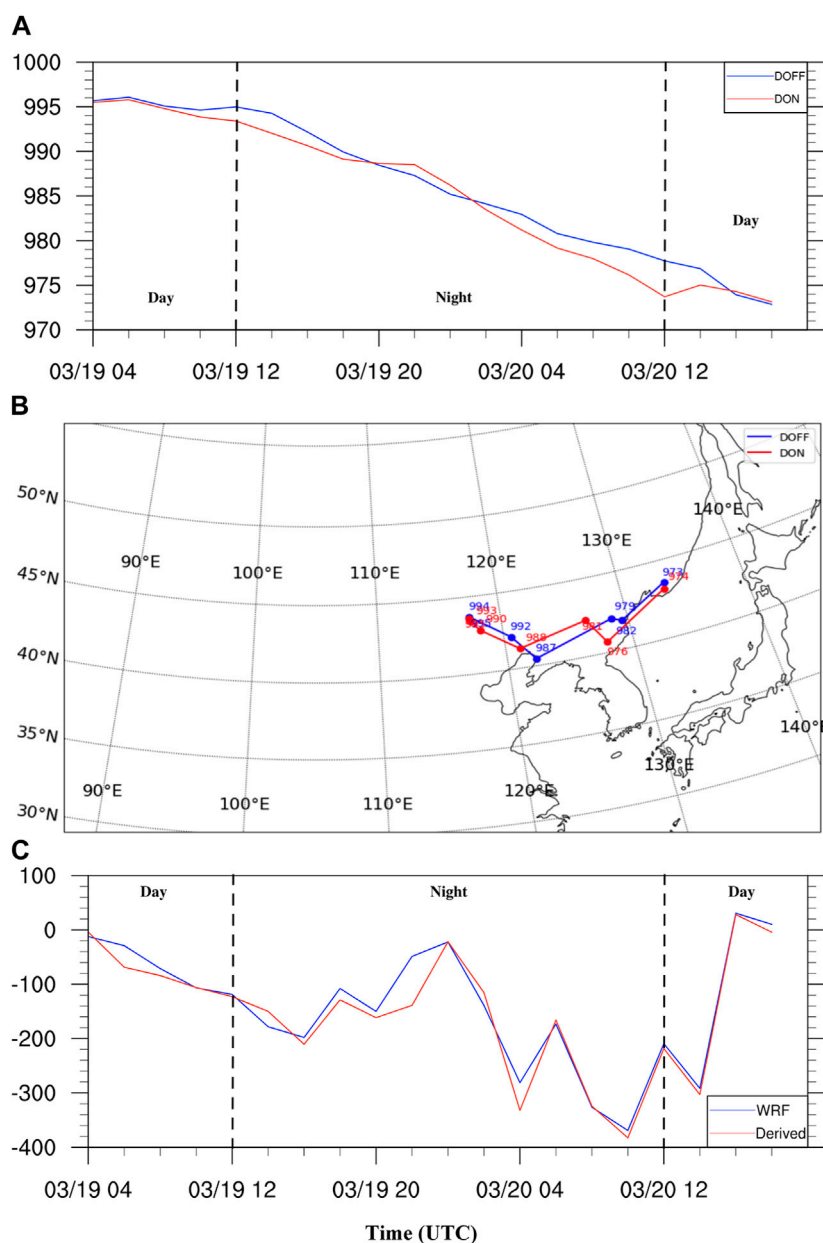 A
1000
995
990
985
980
975
970
DOFF
DON
Day
Night
Day
03/19 04
03/19 12
03/19 20
03/20 04
03/20 12
B
DOFF
DON
50°N
45°N
40°N
35°N
30°N
90°E
100°E
110°E
120°E
130°E
140°E
994
993
990
992
988
987
981
979
982
976
973
974
90°E
100°E
110°E
120°E
130°E
140°E
C
100
0
-100
-200
-300
-400
Day
Night
Day
WRF
Derived
03/19 04
03/19 12
03/19 20
03/20 04
03/20 12
Time (UTC)